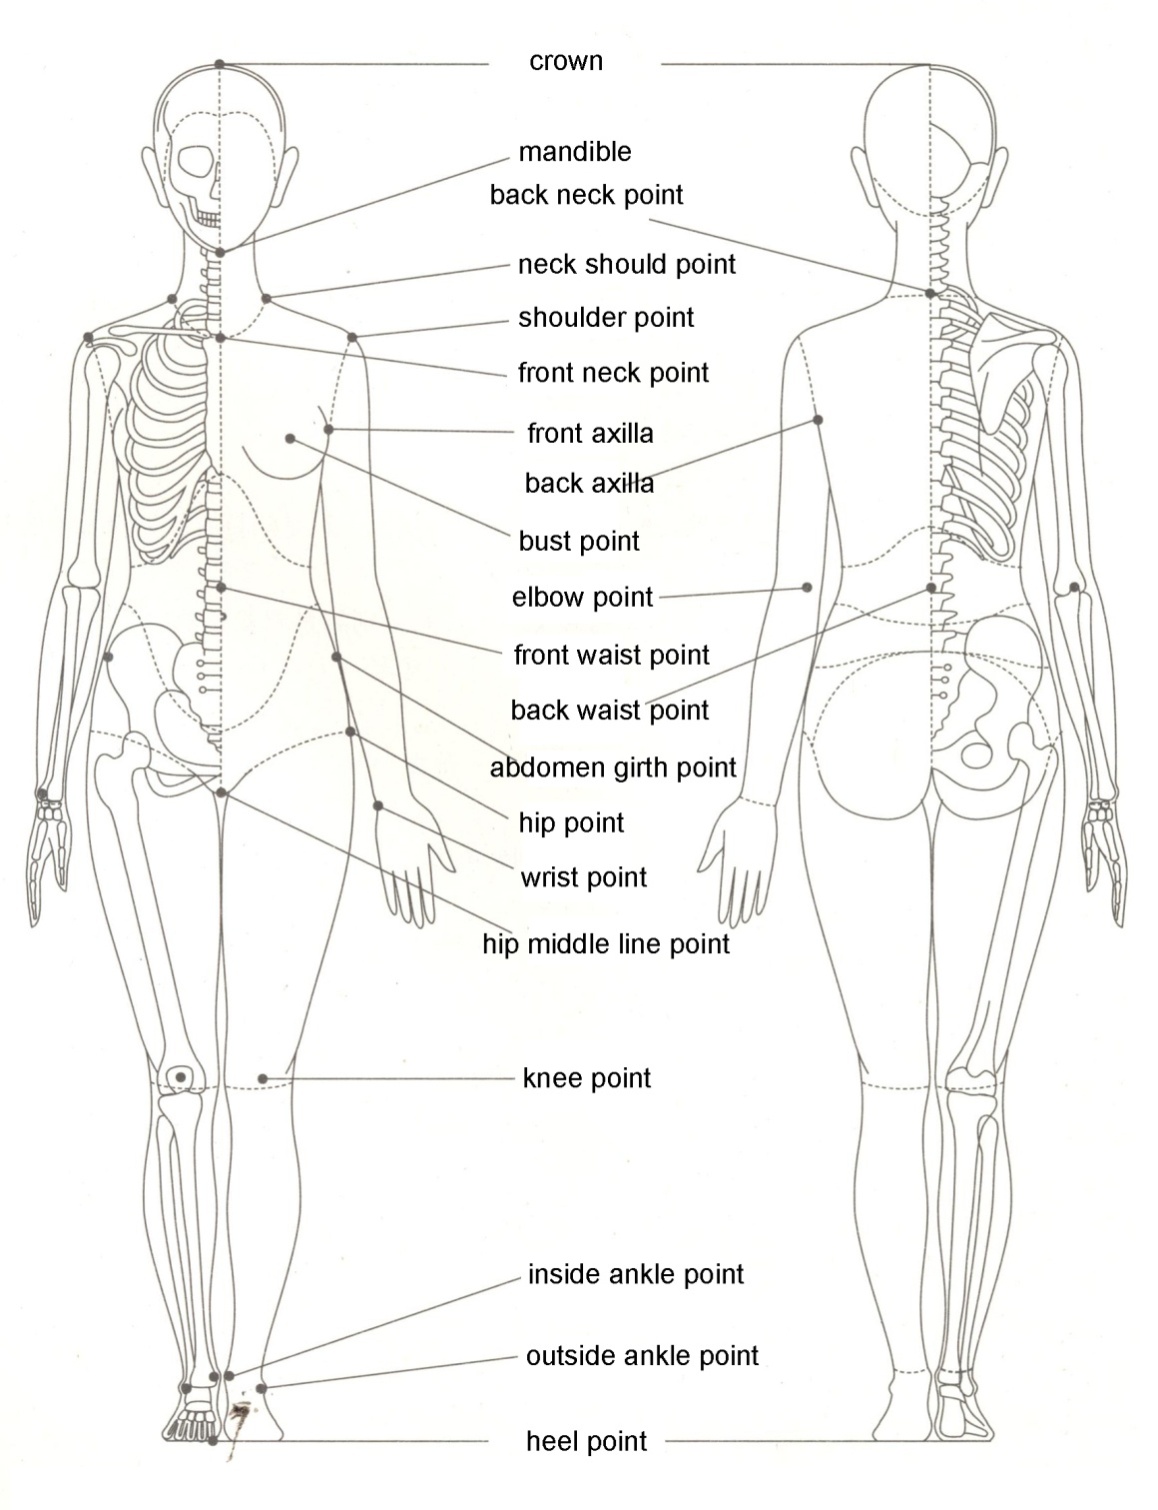 crown
mandible
back neck point
neck should point
shoulder point
front neck point
front axilla
back axilla
bust point
elbow point
front waist point
back waist point
abdomen girth point
hip point
wrist point
hip middle line point
knee point
inside ankle point
outside ankle point
heel point